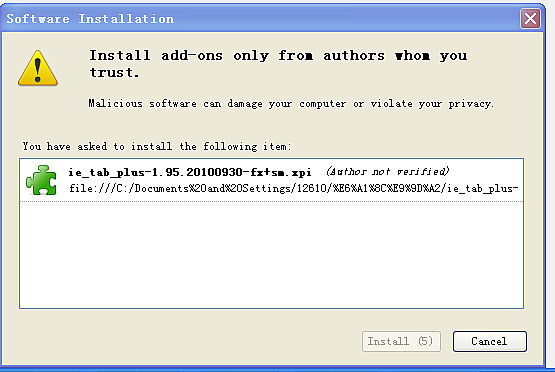 Software Installation
Install add-ons only from authors whom you
trust.
Malicious software can damage your computer or violate your privacy.
You have asked to install the following item:
ie_tab_plus-1.95.20100930-fx+sm.xpi (Author not verified)
file:///C:/Documents%20and%20Settings/12610/%E6%A1%8C%E9%9D%A2/ie_tab_plus-
Install (5)
Cancel